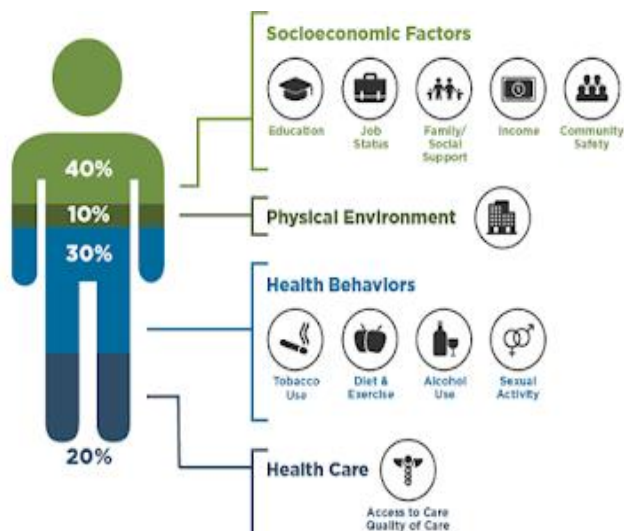 Socioeconomic Factors
Education
Job
Status
Family/
Social
Support
Income
Community
Safety
40%
10%
Physical Environment
30%
Health Behaviors
Tobacco
Use
Diet &
Exercise
Alcohol
Use
Sexual
Activity
20%
Health Care
Access to Care
Quality of Care